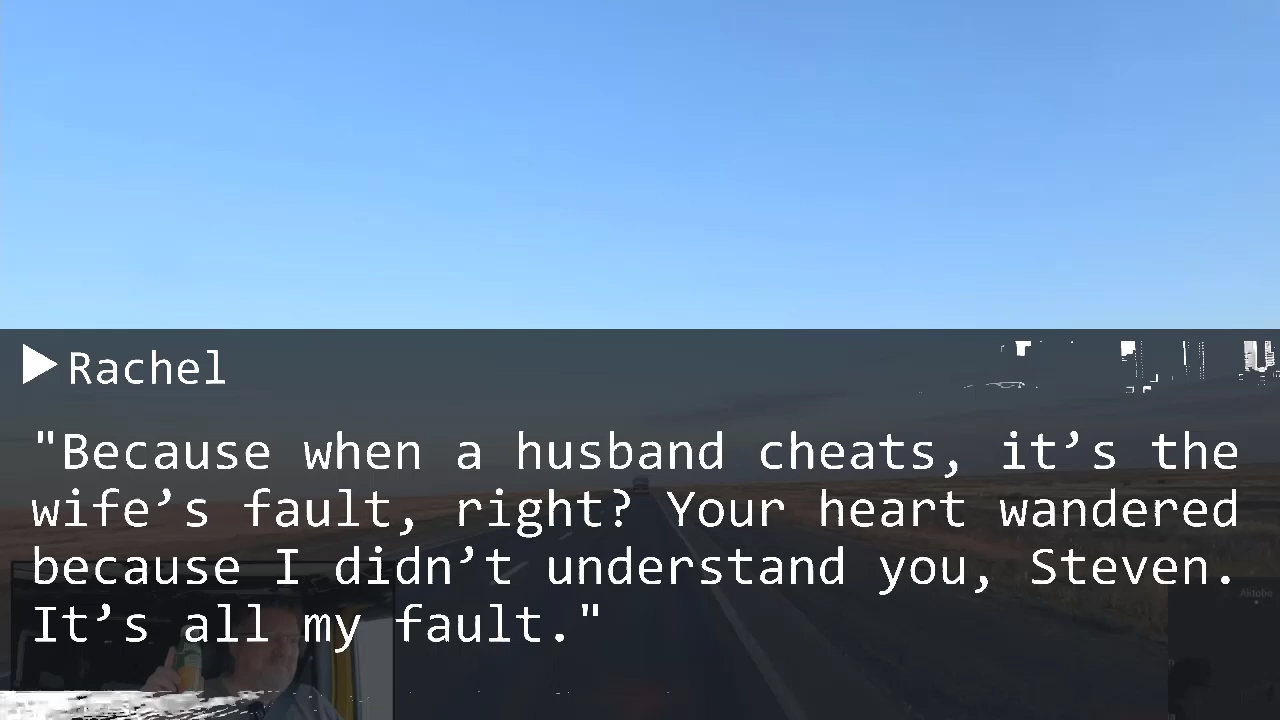 ▶Rachel
"Because when a husband cheats, it’s the
wife’s fault, right? Your heart wandered
because I didn’t understand you, Steven.
It’s all my fault."
Aktobe